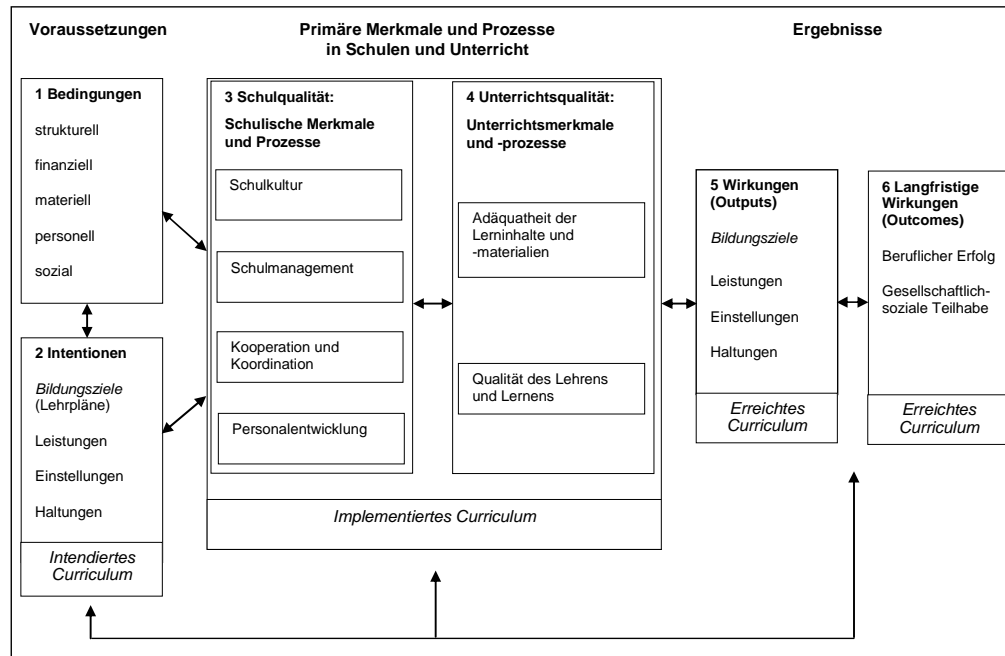 Voraussetzungen
Primäre Merkmale und Prozesse
in Schulen und Unterricht
Ergebnisse
1 Bedingungen
strukturell
finanziell
materiell
personell
sozial
2 Intentionen
Bildungsziele
(Lehrpläne)
Leistungen
Einstellungen
Haltungen
Intendiertes
Curriculum
3 Schulqualität:
Schulische Merkmale
und Prozesse
Schulkultur
Schulmanagement
Kooperation und
Koordination
Personalentwicklung
4 Unterrichtsqualität:
Unterrichtsmerkmale
und -prozesse
Adäquatheit der
Lerninhalte und
-materialien
Qualität des Lehrens
und Lernens
Implementiertes Curriculum
5 Wirkungen
(Outputs)
Bildungsziele
Leistungen
Einstellungen
Haltungen
Erreichtes
Curriculum
6 Langfristige
Wirkungen
(Outcomes)
Beruflicher Erfolg
Gesellschaftlich-
soziale Teilhabe
Erreichtes
Curriculum